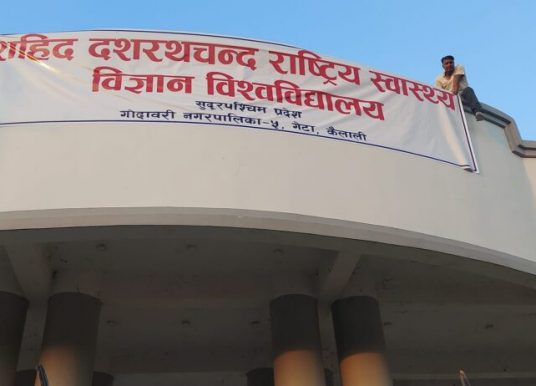 शहिद दशरथचन्द राष्ट्रिय स्वास्थ्य
विज्ञान विश्वविद्यालय
सुदूरपश्चिम प्रदेश
गोदावरी नगरपालिका-५, गेटा, कैलाली